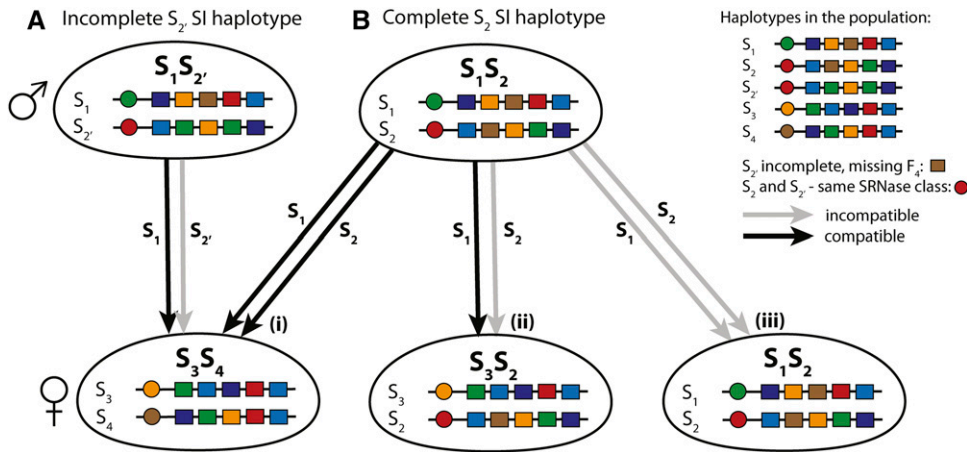 A Incomplete S2' SI haplotype
B Complete S2 SI haplotype
Haplotypes in the population:
S1
S2
S2'
S3
S4
S2' incomplete, missing F4:
S2 and S2' - same SRNase class:
incompatible
compatible
♂
S1S2'
S1
S2'
S1S2
S1
S2
S1
S2'
S1
S2
S1
S2
S1
S2
(i)
(ii)
(iii)
♀
S3S4
S3
S4
S3S2
S3
S2
S1S2
S1
S2